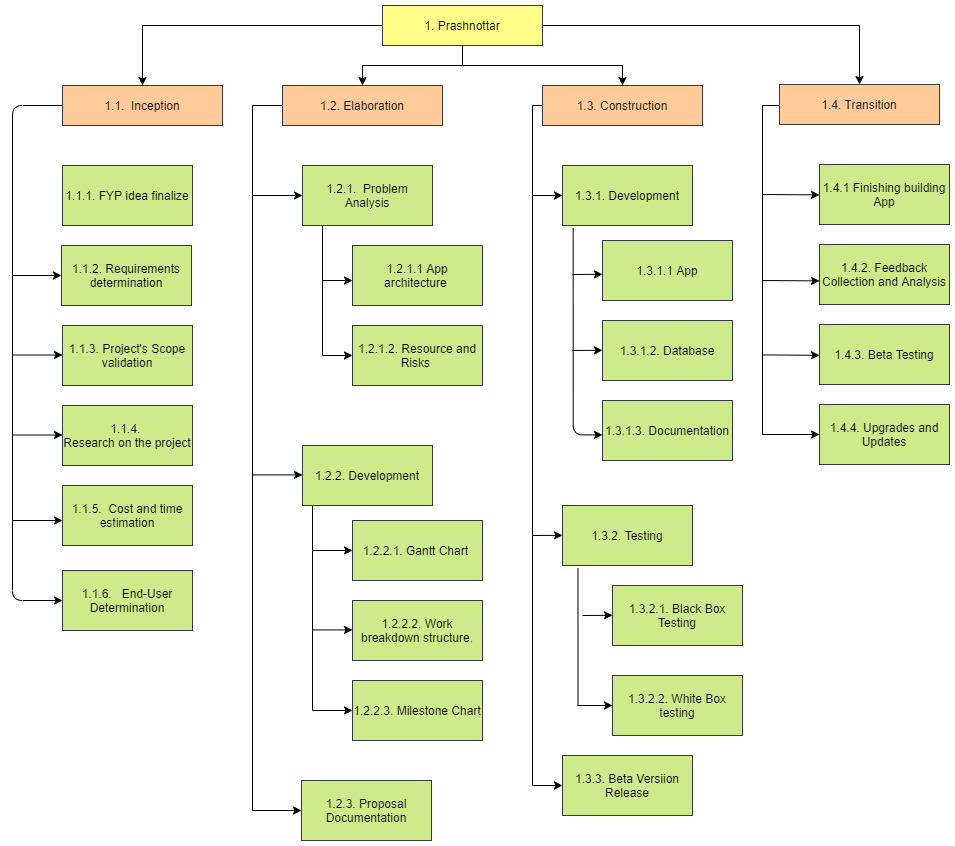 1. Prashnottar
1.1. Inception
1.1.1. FYP idea finalize
1.1.2. Requirements
determination
1.1.3. Project's Scope
validation
1.1.4.
Research on the project
1.1.5. Cost and time
estimation
1.1.6. End-User
Determination
1.2. Elaboration
1.2.1. Problem
Analysis
1.2.1.1 App
architecture
1.2.1.2. Resource and
Risks
1.2.2. Development
1.2.2.1. Gantt Chart
1.2.2.2. Work
breakdown structure.
1.2.2.3. Milestone Chart
1.2.3. Proposal
Documentation
1.3. Construction
1.3.1. Development
1.3.1.1 App
1.3.1.2. Database
1.3.1.3. Documentation
1.3.2. Testing
1.3.2.1. Black Box
Testing
1.3.2.2. White Box
testing
1.3.3. Beta Versiion
Release
1.4. Transition
1.4.1 Finishing building
App
1.4.2. Feedback
Collection and Analysis
1.4.3. Beta Testing
1.4.4. Upgrades and
Updates